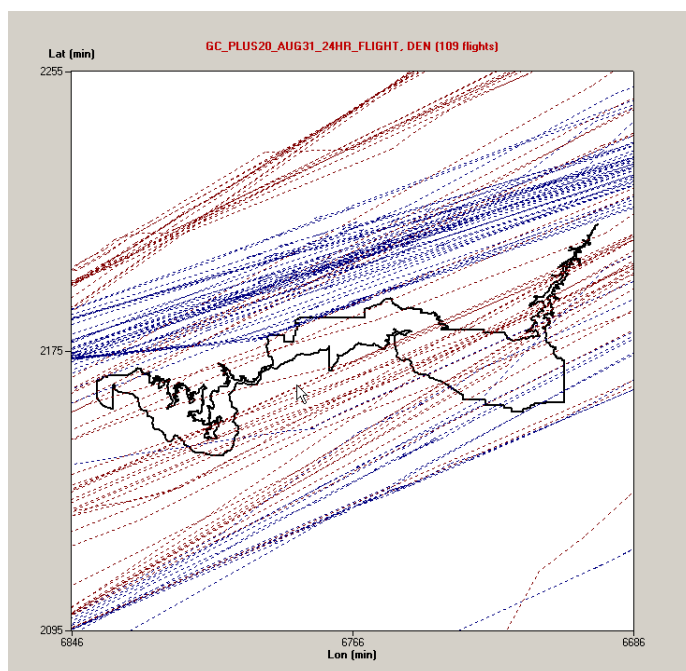 GC_PLUS20_AUG31_24HR_FLIGHT, DEN (109 flights)
Lat (min)
2255
2175
2095
6846
6766
6686
Lon (min)